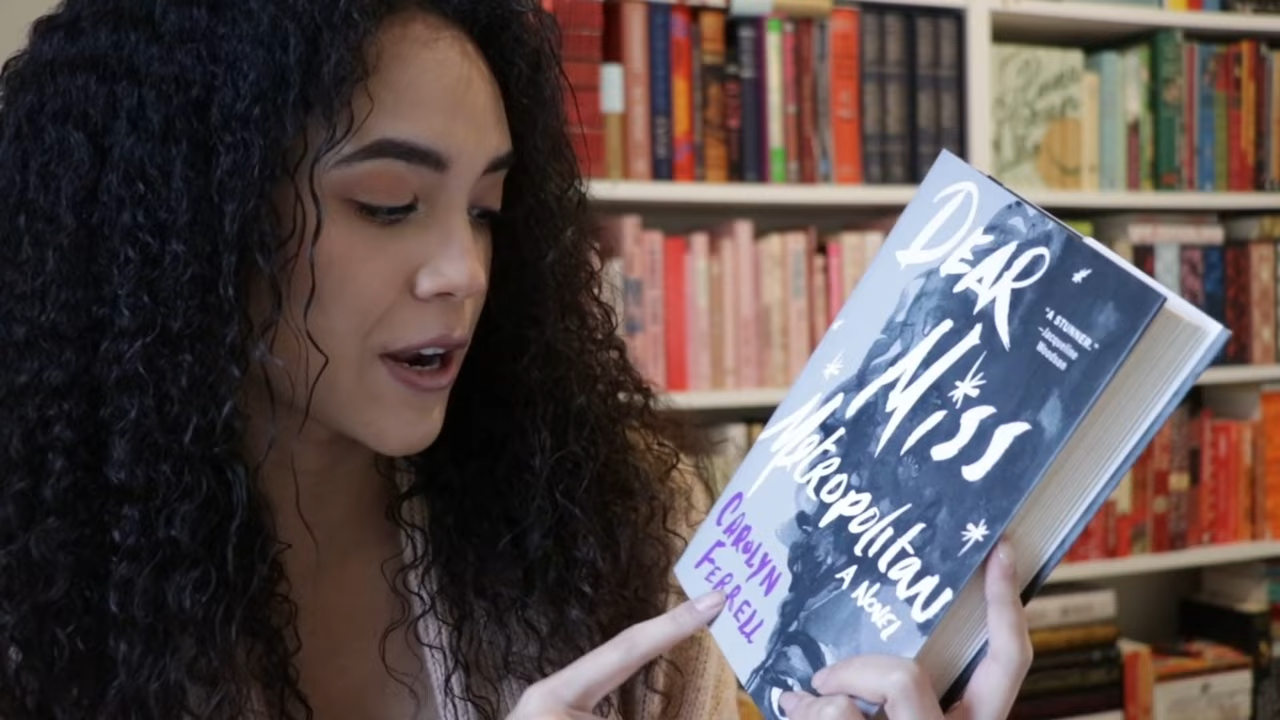 DEAR
Miss
Metropolitan
A NOVEL
"A STUNNER."
—Jacqueline
Woodson
CAROLYN
FERRELL